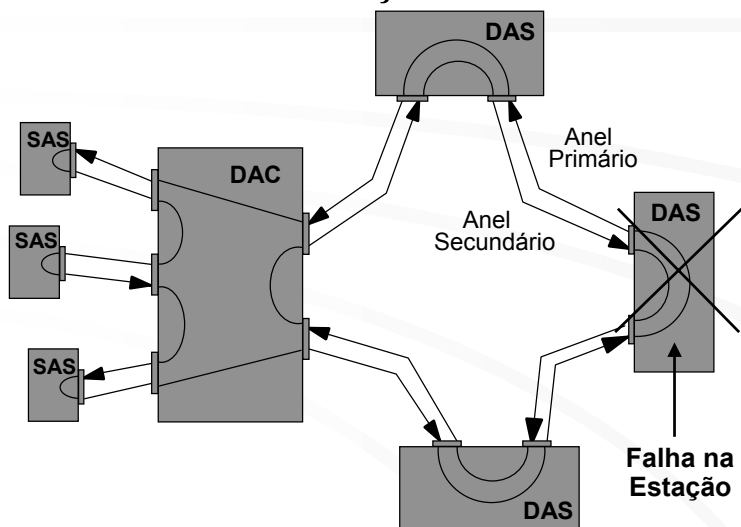 DAS
SAS
DAC
Anel
Primário
SAS
Anel
Secundário
DAS
SAS
DAS
Falha na
Estação